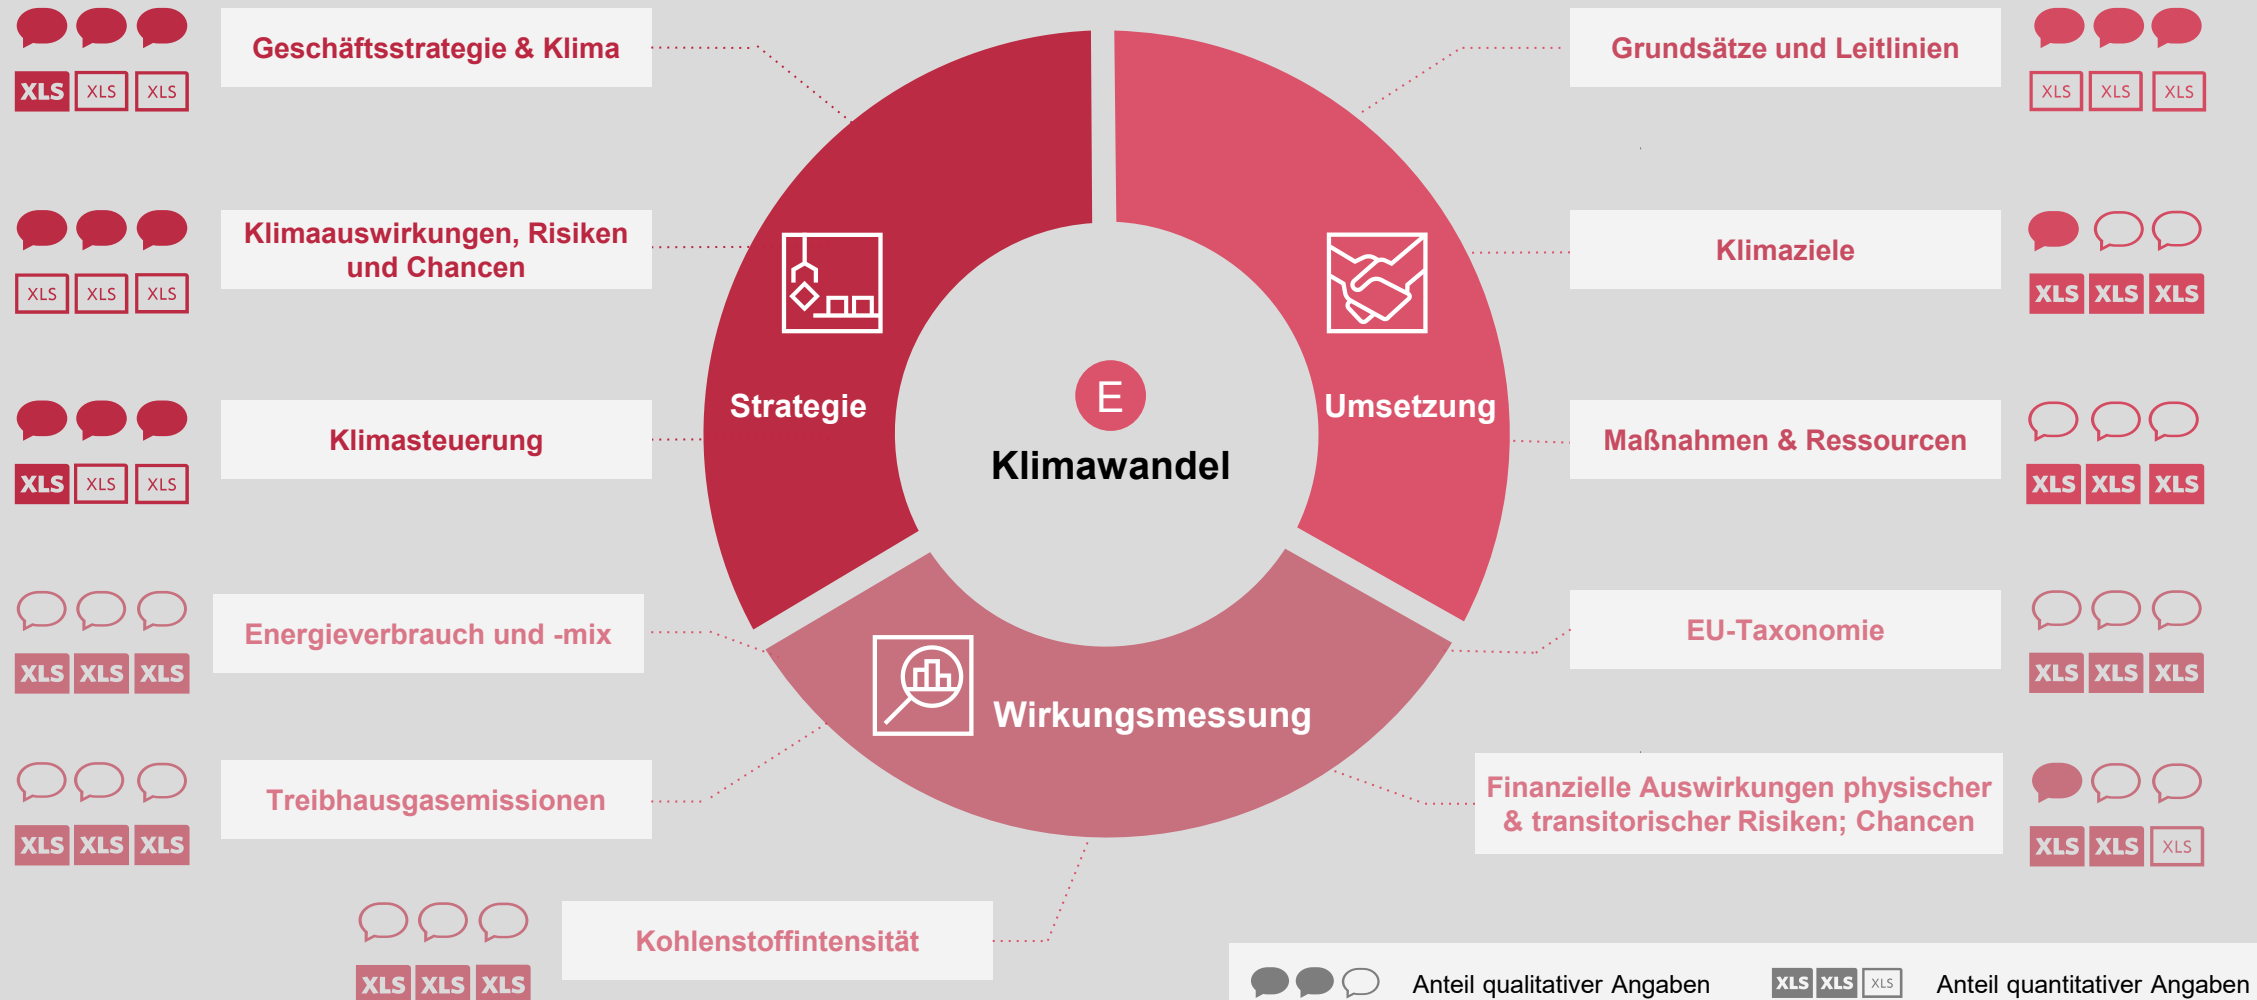 Geschäftsstrategie & Klima
XLS XLS XLS
Klimaauswirkungen, Risiken
und Chancen
XLS XLS XLS
Klimasteuerung
XLS XLS XLS
Energieverbrauch und -mix
XLS XLS XLS
Treibhausgasemissionen
XLS XLS XLS
Kohlenstoffintensität
XLS XLS XLS
Strategie
E
Klimawandel
Umsetzung
Wirkungsmessung
Grundsätze und Leitlinien
XLS XLS XLS
Klimaziele
XLS XLS XLS
Maßnahmen & Ressourcen
XLS XLS XLS
EU-Taxonomie
XLS XLS XLS
Finanzielle Auswirkungen physischer
& transitorischer Risiken; Chancen
XLS XLS XLS
Anteil qualitativer Angaben
XLS XLS XLS Anteil quantitativer Angaben